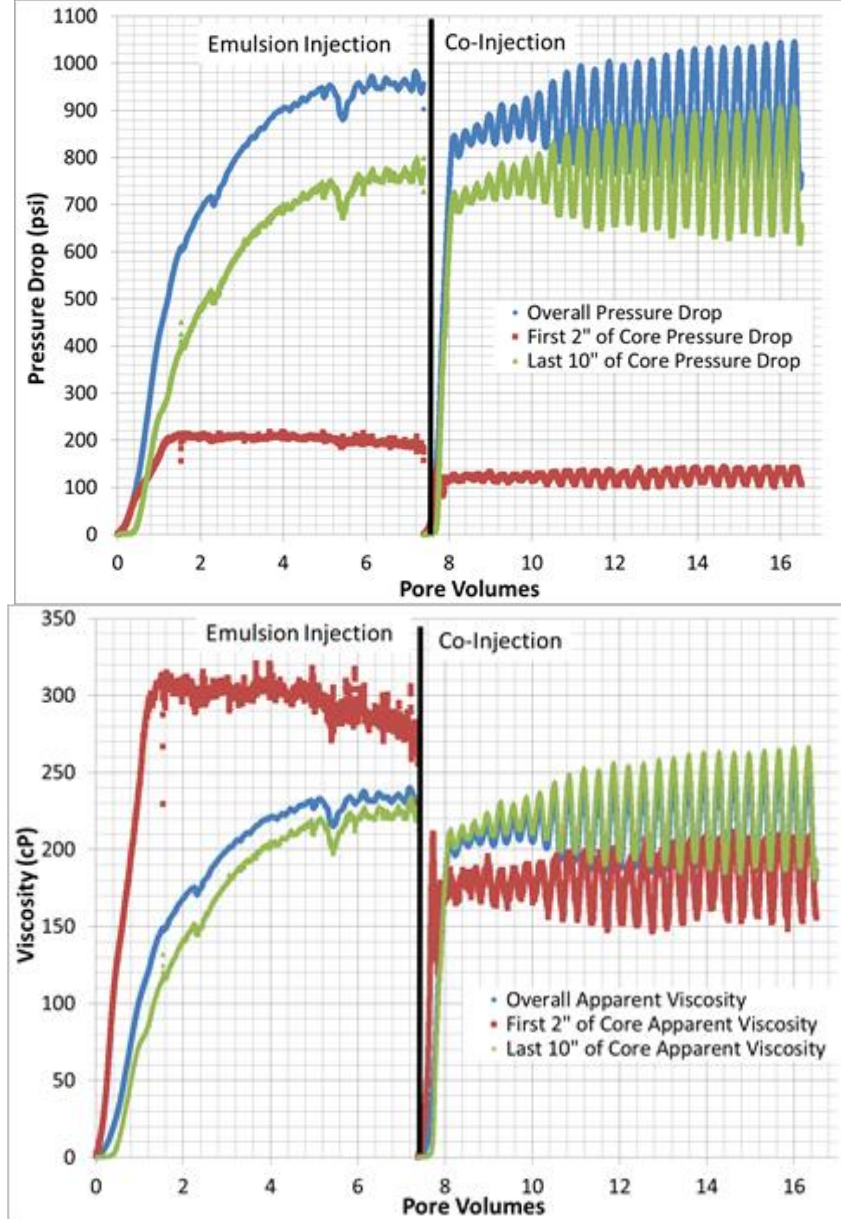 1100
1000
900
800
700
600
500
400
300
200
100
0
Pressure Drop (psi)
Emulsion Injection
Co-Injection
Overall Pressure Drop
First 2" of Core Pressure Drop
Last 10" of Core Pressure Drop
0 2 4 6 8 10 12 14 16
Pore Volumes
350
300
250
200
150
100
50
0
Viscosity (cP)
Emulsion Injection
Co-Injection
Overall Apparent Viscosity
First 2" of Core Apparent Viscosity
Last 10" of Core Apparent Viscosity
0 2 4 6 8 10 12 14 16
Pore Volumes